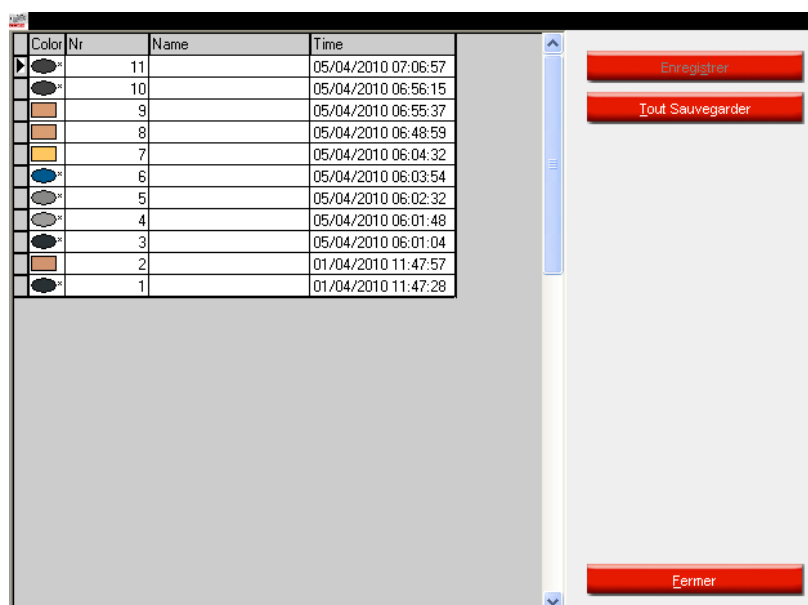 Color Nr Name Time
11 05/04/2010 07:06:57
10 05/04/2010 06:56:15
9 05/04/2010 06:55:37
8 05/04/2010 06:48:59
7 05/04/2010 06:04:32
6 05/04/2010 06:03:54
5 05/04/2010 06:02:32
4 05/04/2010 06:01:48
3 05/04/2010 06:01:04
2 01/04/2010 11:47:57
1 01/04/2010 11:47:28
Enregistrer
Tout Sauvegarder
Fermer